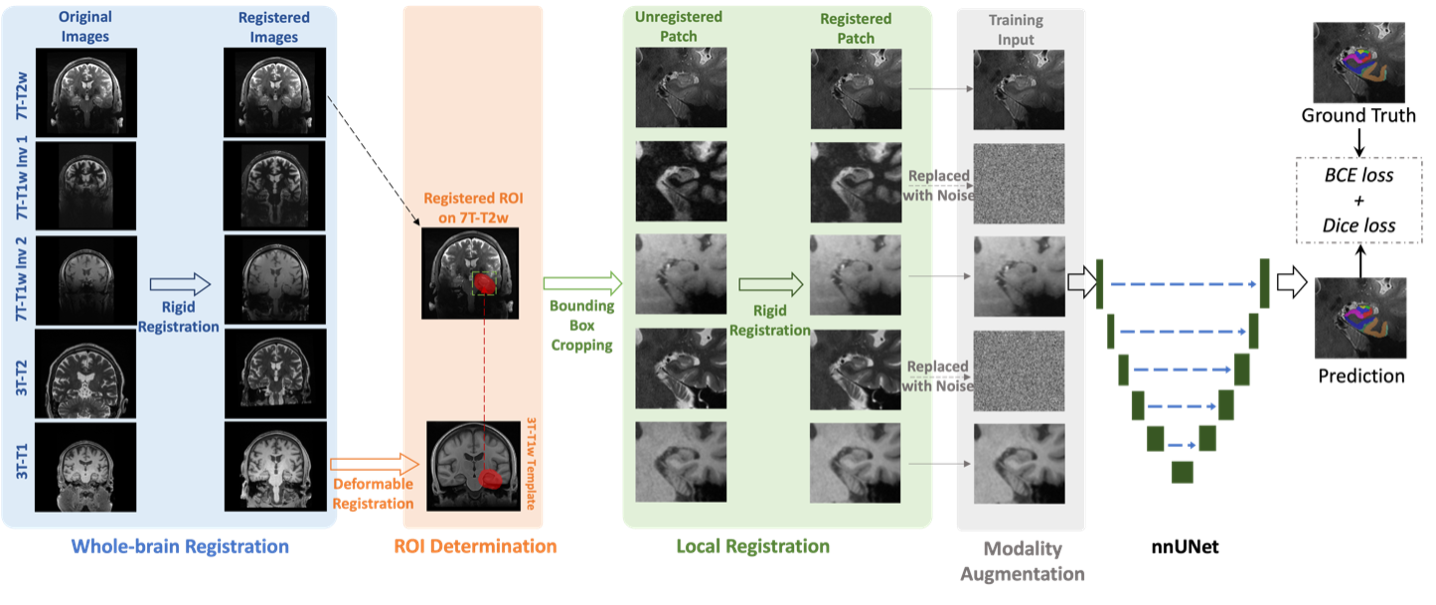 Original
Images
Registered
Images
7T-T2w
7T-T1w Inv 1
7T-T1w Inv 2
3T-T2
3T-T1
Rigid
Registration
Whole-brain Registration
Registered ROI
on 7T-T2w
3T-T1w Template
Deformable
Registration
ROI Determination
Bounding
Box
Cropping
Unregistered
Patch
Registered
Patch
Rigid
Registration
Local Registration
Training
Input
Replaced
with Noise
Replaced
with Noise
Modality
Augmentation
nnUNet
Ground Truth
BCE loss
+
Dice loss
Prediction